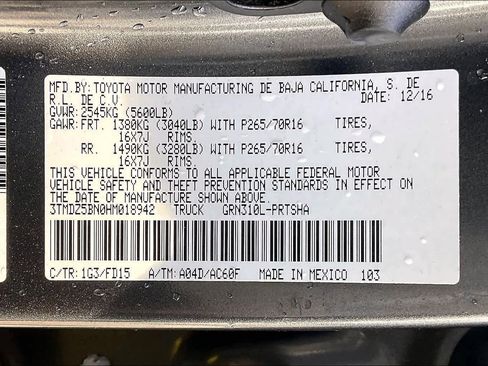 MFD.BY:TOYOTA MOTOR MANUFACTURING DE BAJA CALIFORNIA, S. DE
R.L. DE C.V. DATE: 12/16
GVWR: 2545KG (5600LB)
GAWR:FRT. 1380KG (3040LB) WITH P265/70R16 TIRES,
16X7J RIMS.
RR. 1490KG (3280LB) WITH P265/70R16 TIRES,
16X7J RIMS.
THIS VEHICLE CONFORMS TO ALL APPLICABLE FEDERAL MOTOR
VEHICLE SAFETY AND THEFT PREVENTION STANDARDS IN EFFECT ON
THE DATE OF MANUFACTURE SHOWN ABOVE.
3TMDZ5BN0HM018942 TRUCK GRN310L-PRTSHA
C/TR:1G3/FD15 A/TM:A04D/AC60F MADE IN MEXICO 103